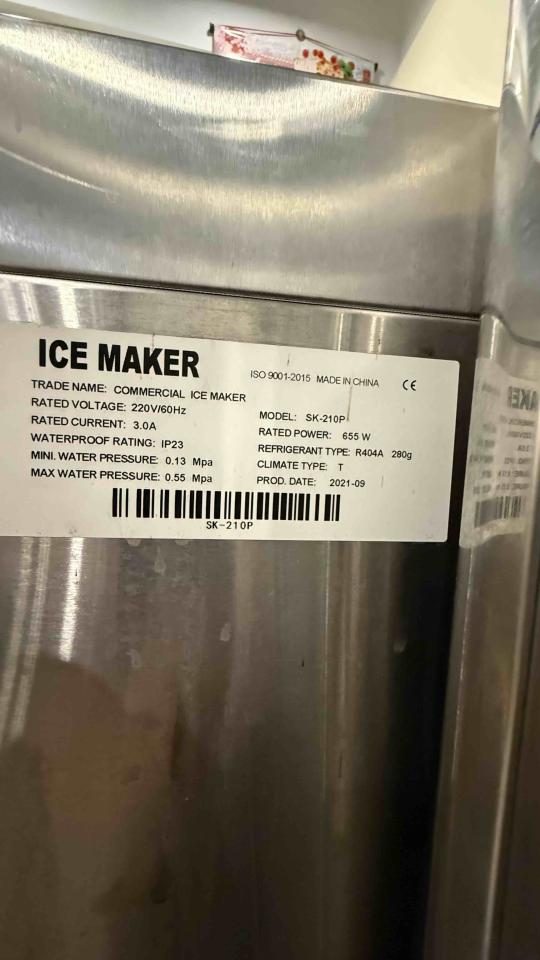 ICE MAKER
ISO 9001-2015 MADE IN CHINA CE
TRADE NAME: COMMERCIAL ICE MAKER
RATED VOLTAGE: 220V/60Hz
RATED CURRENT: 3.0A
WATERPROOF RATING: IP23
MINI. WATER PRESSURE: 0.13 Mpa
MAX WATER PRESSURE: 0.55 Mpa
MODEL: SK-210P
RATED POWER: 655 W
REFRIGERANT TYPE: R404A 280g
CLIMATE TYPE: T
PROD. DATE: 2021-09
SK-210P